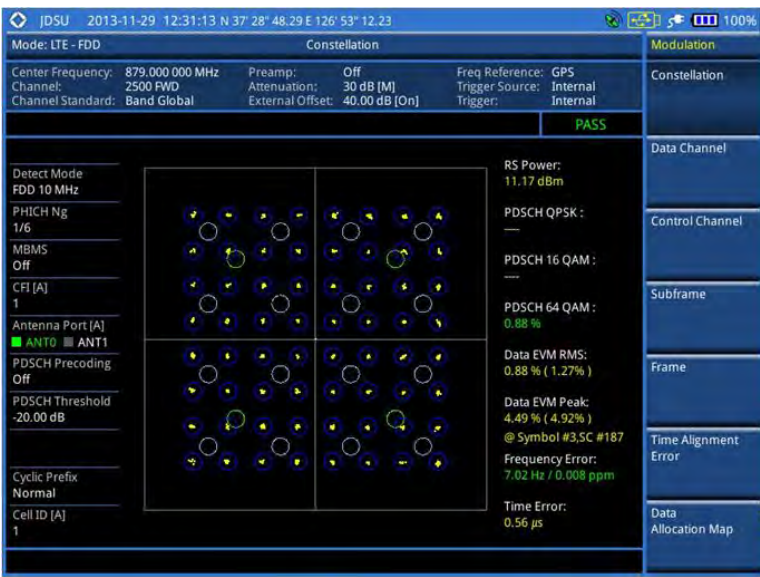 JDSU 2013-11-29 12:31:13 N 37' 28" 48.29 E 126' 53" 12.23 100%
Mode: LTE - FDD Constellation Modulation
Center Frequency: 879.000 000 MHz Preamp: Off Freq Reference: GPS
Channel: 2500 FWD Attenuation: 30 dB [M] Trigger Source: Internal
Channel Standard: Band Global External Offset: 40.00 dB [On] Trigger: Internal
PASS
Detect Mode
FDD 10 MHz
PHICH Ng
1/6
MBMS
Off
CFI [A]
1
Antenna Port [A]
ANT0 ANT1
PDSCH Precoding
Off
PDSCH Threshold
-20.00 dB
Cyclic Prefix
Normal
Cell ID [A]
1
RS Power:
11.17 dBm
PDSCH QPSK :
----
PDSCH 16 QAM :
----
PDSCH 64 QAM :
0.88 %
Data EVM RMS:
0.88 % ( 1.27% )
Data EVM Peak:
4.49 % ( 4.92% )
@ Symbol #3,SC #187
Frequency Error:
7.02 Hz / 0.008 ppm
Time Error:
0.56 µs
Constellation
Data Channel
Control Channel
Subframe
Frame
Time Alignment
Error
Data
Allocation Map